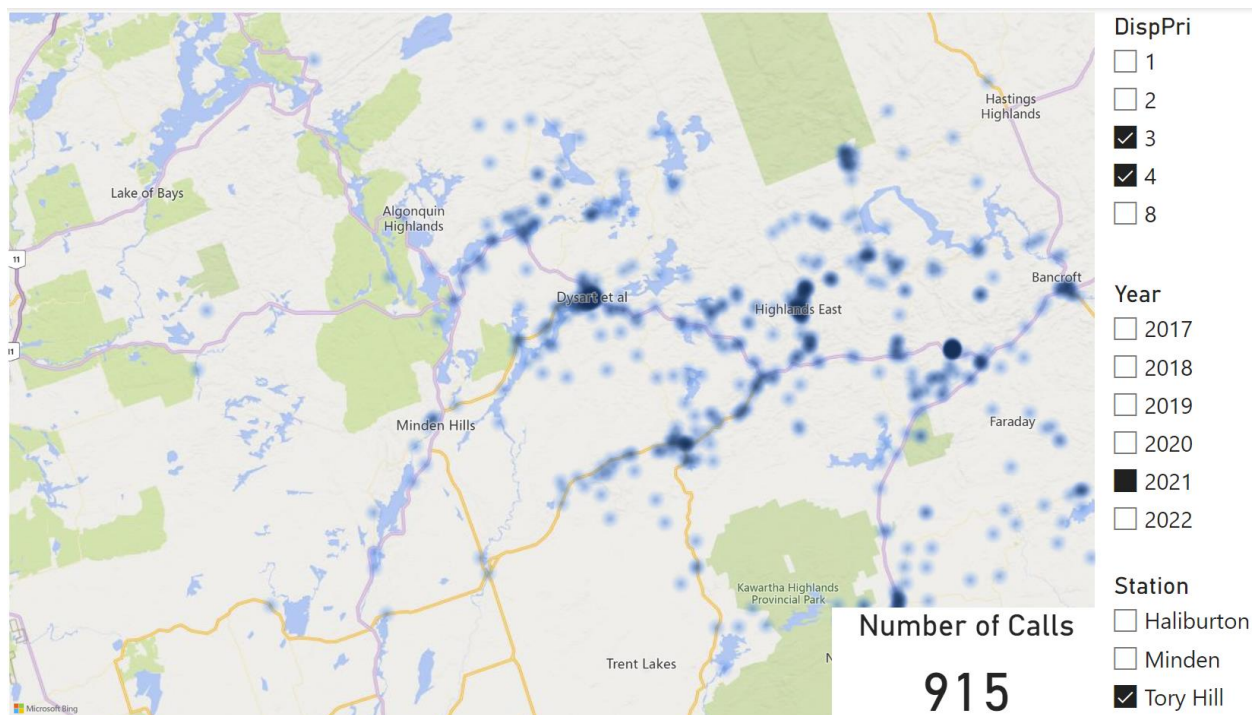 DispPri
1
2
3
4
8
Year
2017
2018
2019
2020
2021
2022
Station
Haliburton
Minden
Tory Hill
Hastings
Highlands
Lake of Bays
Algonquin
Highlands
11
Bancroft
Dysart et al
Highlands East
11
Minden Hills
Faraday
Kawartha Highlands
Provincial Park
Trent Lakes
N
Number of Calls
915
Microsoft Bing